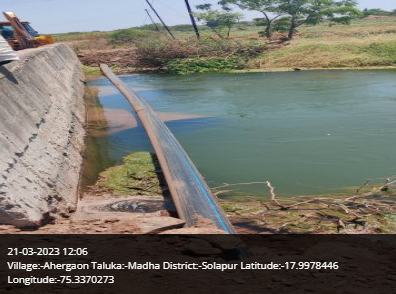 21-03-2023 12:06
Village:-Ahergaon Taluka:-Madha District:-Solapur Latitude:-17.9978446
Longitude:-75.3370273